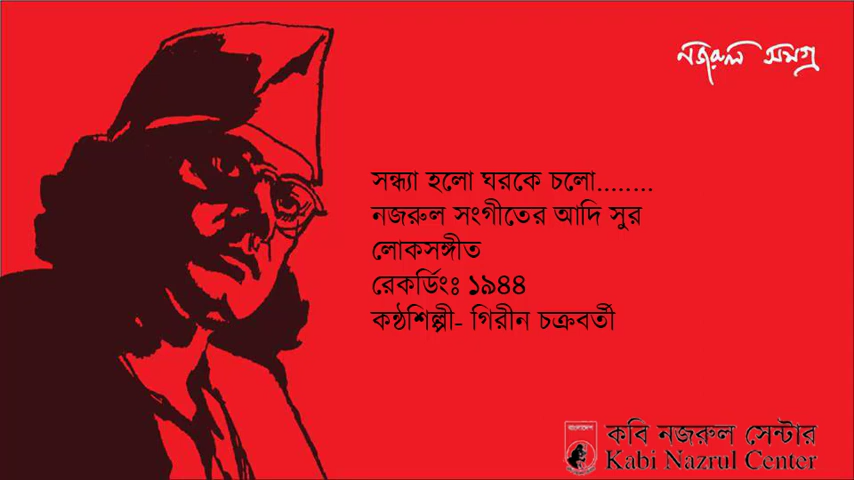 নজরুল সমগ্র
সন্ধ্যা হলো ঘরকে চলো........
নজরুল সংগীতের আদি সুর
লোকসঙ্গীত
রেকর্ডিংঃ ১৯৪৪
কন্ঠশিল্পী- গিরীন চক্রবর্তী
বাংলাদেশ
কবি নজরুল সেন্টার
Kabi Nazrul Center